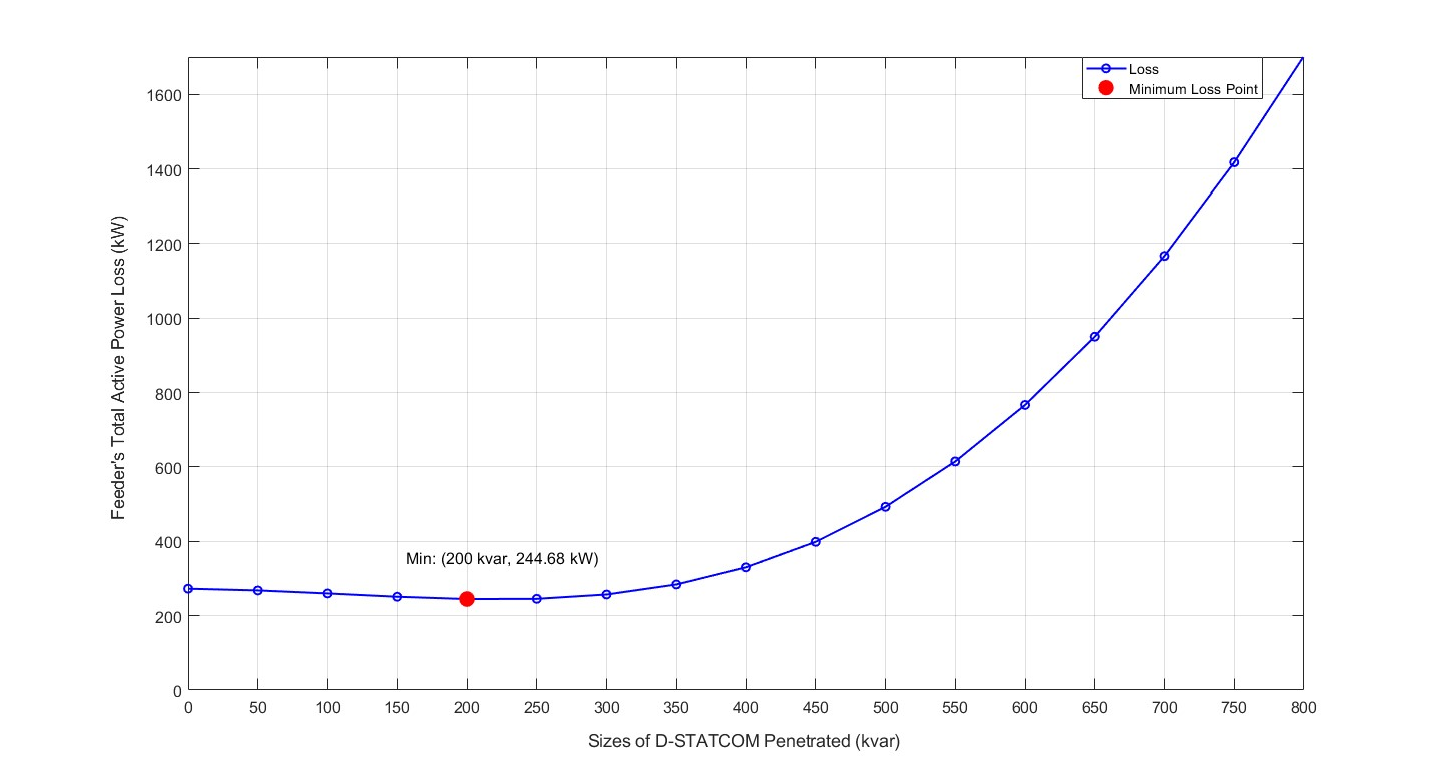 Loss
Minimum Loss Point
1600
1400
1200
1000
800
600
400
200
0
Feeder's Total Active Power Loss (kW)
Min: (200 kvar, 244.68 kW)
0 50 100 150 200 250 300 350 400 450 500 550 600 650 700 750 800
Sizes of D-STATCOM Penetrated (kvar)